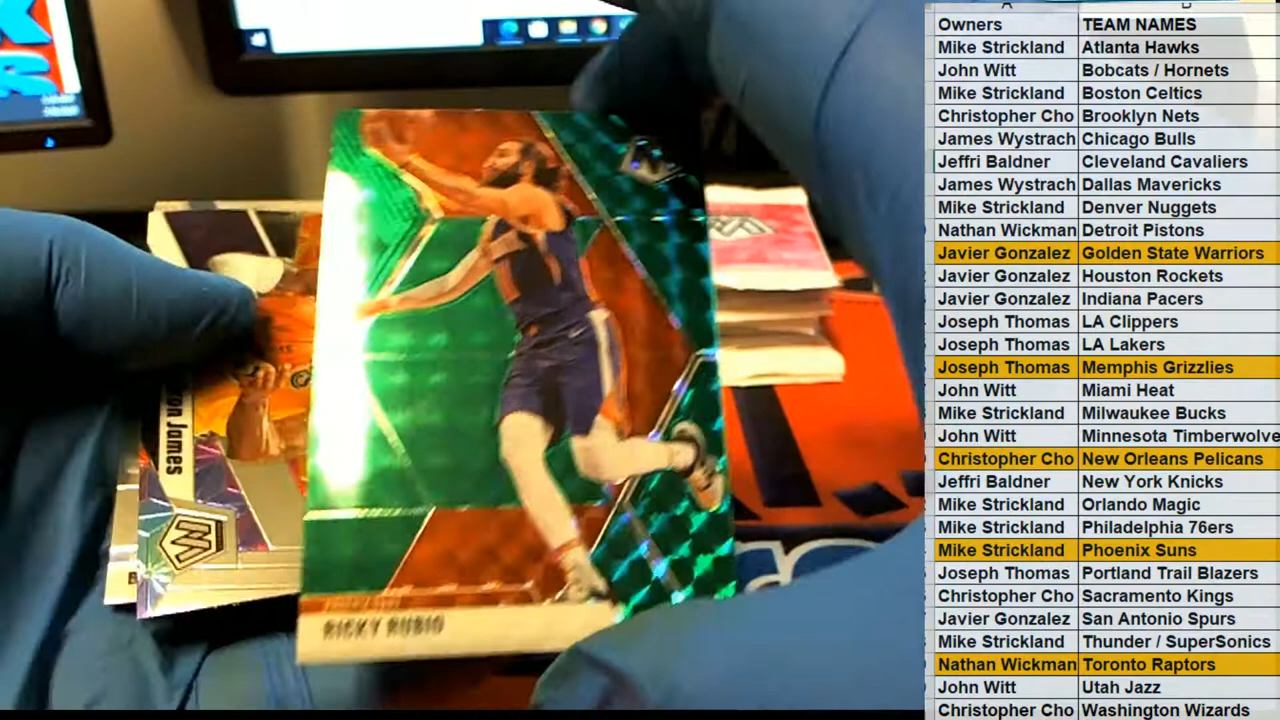 Owners TEAM NAMES
Mike Strickland Atlanta Hawks
John Witt Bobcats / Hornets
Mike Strickland Boston Celtics
Christopher Cho Brooklyn Nets
James Wystrach Chicago Bulls
Jeffri Baldner Cleveland Cavaliers
James Wystrach Dallas Mavericks
Mike Strickland Denver Nuggets
Nathan Wickman Detroit Pistons
Javier Gonzalez Golden State Warriors
Javier Gonzalez Houston Rockets
Javier Gonzalez Indiana Pacers
Joseph Thomas LA Clippers
Joseph Thomas LA Lakers
Joseph Thomas Memphis Grizzlies
John Witt Miami Heat
Mike Strickland Milwaukee Bucks
John Witt Minnesota Timberwolve
Christopher Cho New Orleans Pelicans
Jeffri Baldner New York Knicks
Mike Strickland Orlando Magic
Mike Strickland Philadelphia 76ers
Mike Strickland Phoenix Suns
Joseph Thomas Portland Trail Blazers
Christopher Cho Sacramento Kings
Javier Gonzalez San Antonio Spurs
Mike Strickland Thunder / SuperSonics
Nathan Wickman Toronto Raptors
John Witt Utah Jazz
Christopher Cho Washington Wizards
James
RICKY RUBIO